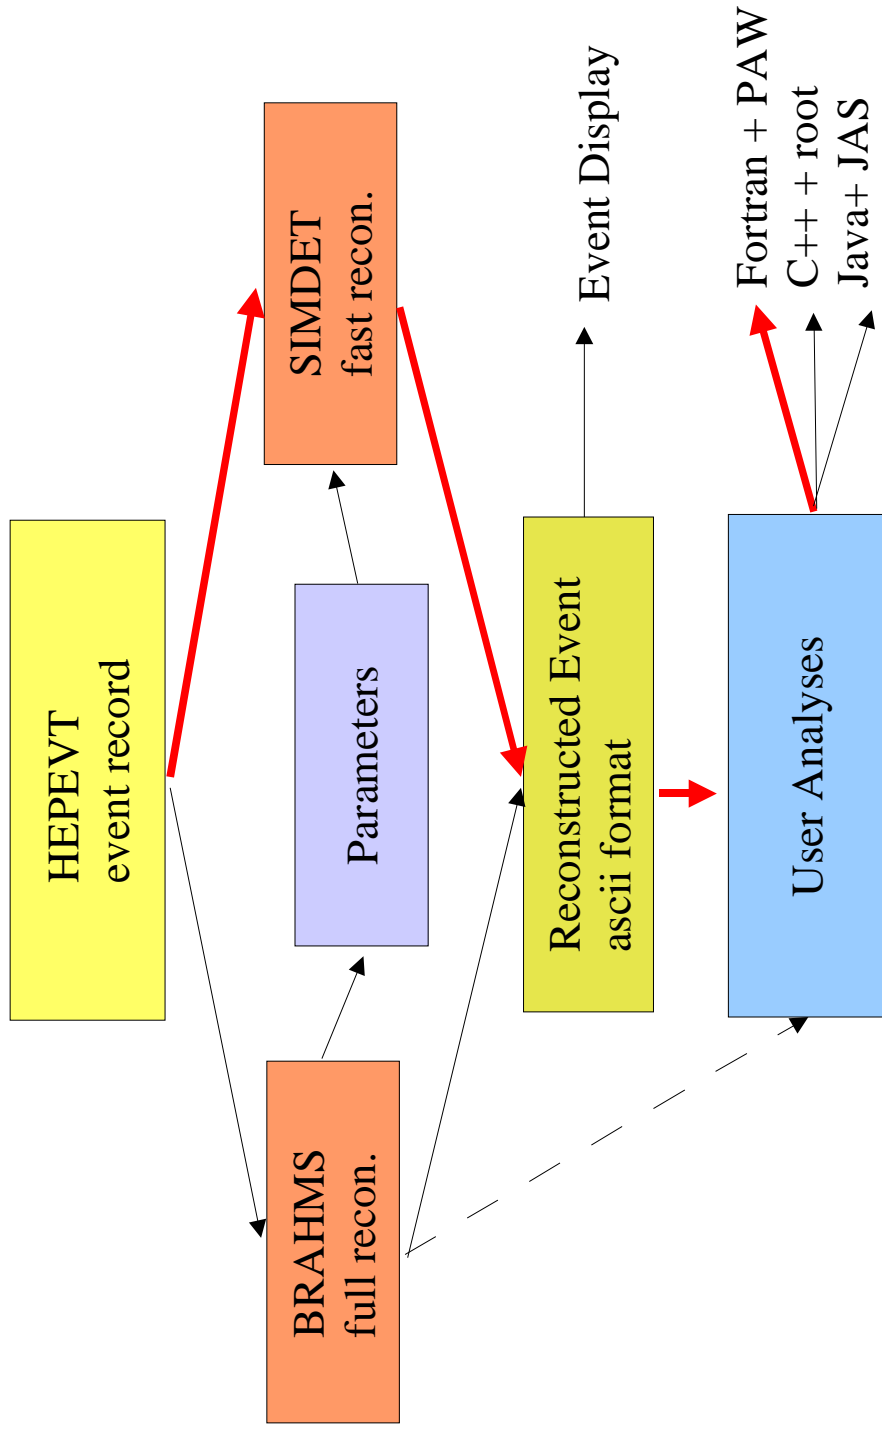 HEPEVT
event record
BRAHMS
full recon.
Parameters
SIMDET
fast recon.
Reconstructed Event
ascii format
Event Display
User Analyses
Fortran + PAW
C++ + root
Java+ JAS